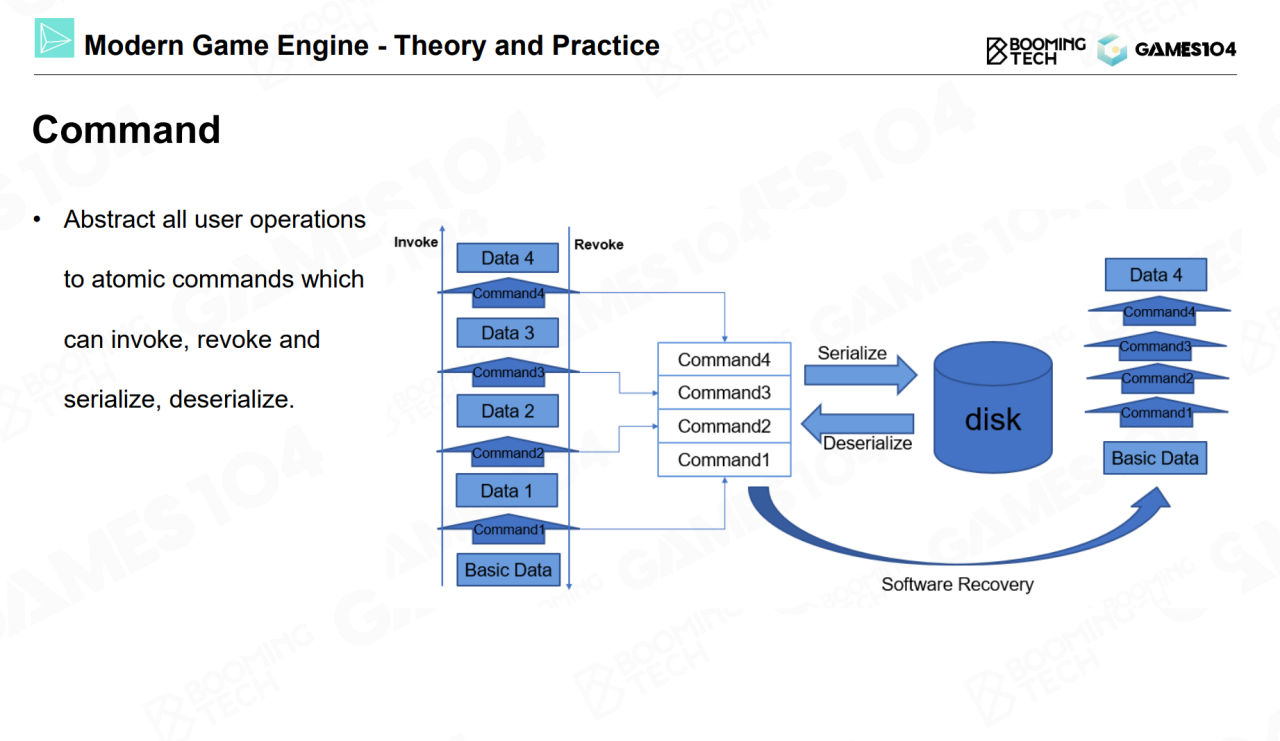 Modern Game Engine - Theory and Practice
BOOMING
TECH
GAMES104
Command
• Abstract all user operations
to atomic commands which
can invoke, revoke and
serialize, deserialize.
Invoke
Revoke
Data 4
Command4
Data 3
Command3
Data 2
Command2
Data 1
Command1
Basic Data
Command4
Command3
Command2
Command1
Serialize
Deserialize
disk
Data 4
Command4
Command3
Command2
Command1
Basic Data
Software Recovery